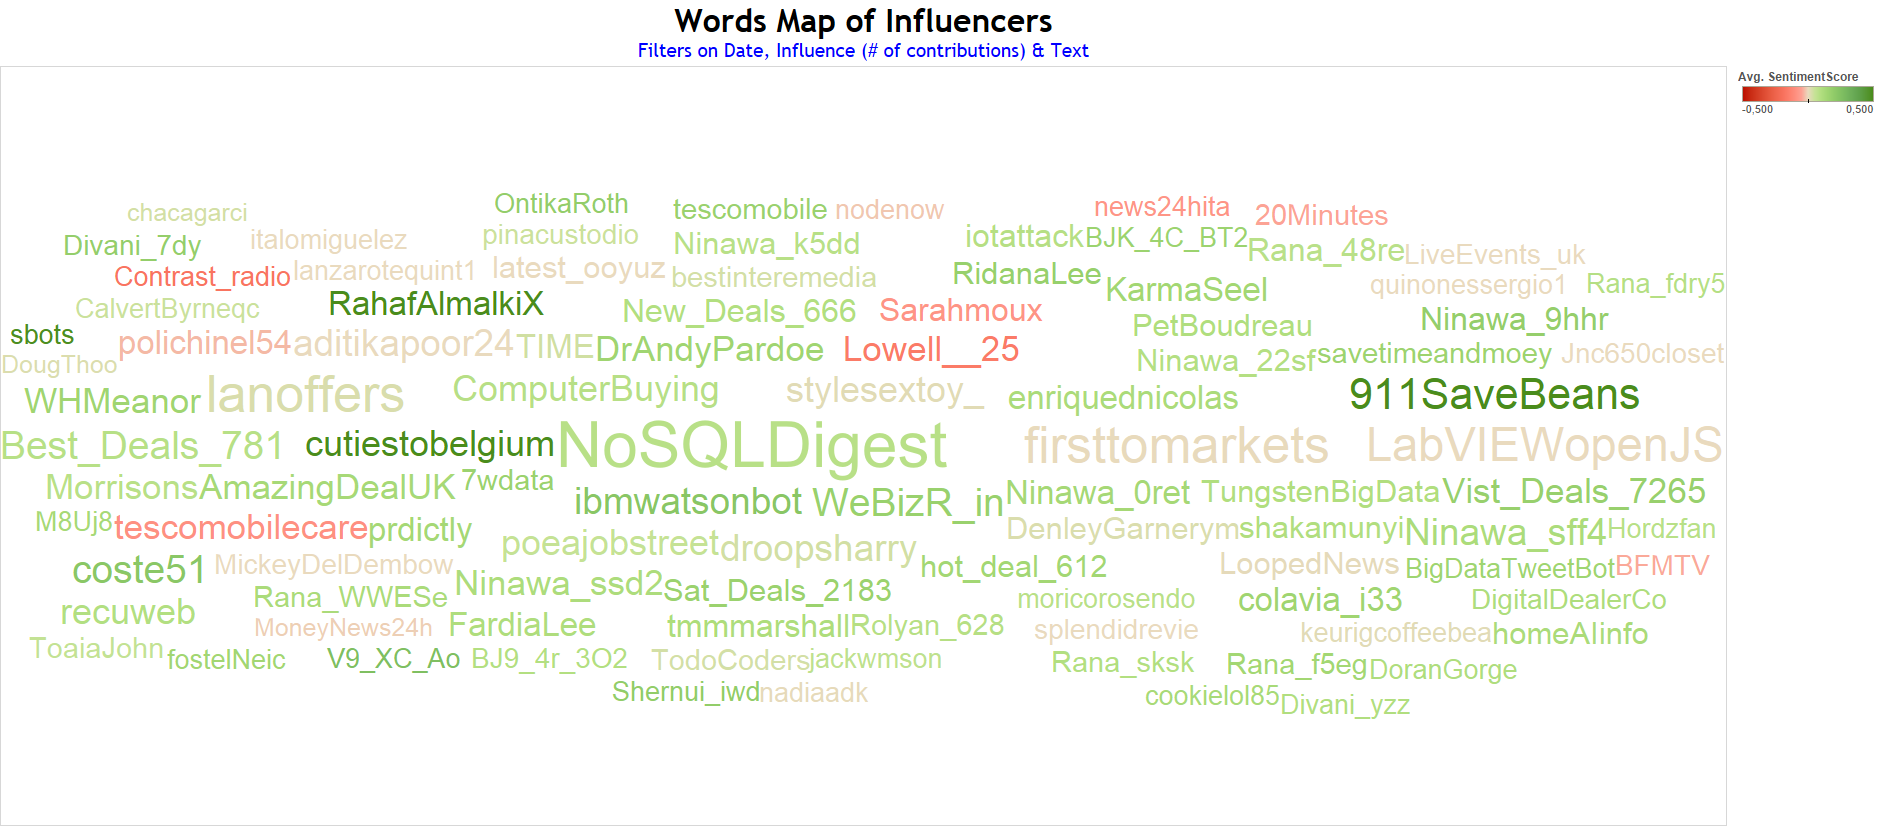 Words Map of Influencers
Filters on Date, Influence (# of contributions) & Text
Avg. SentimentScore
-0,500 0,500
chacagarci OntikaRoth tescomobile nodenow news24hita 20Minutes
Divani_7dy italomiguelez pinacustodio Ninawa_k5dd iotattack BJK_4C_BT2 Rana_48re LiveEvents_uk
Contrast_radio lanzarotequint1 latest_ooyuz bestinteremedia RidanaLee KarmaSeel quinonessergio1 Rana_fdry5
CalvertByrneqc RahafAlmalkiX New_Deals_666 Sarahmoux PetBoudreau Ninawa_9hhr
sbots polichinel54 aditikapoor24 TIME DrAndyPardoe Lowell__25 Ninawa_22sf savetimeandmoey Jnc650closet
DougThoo
WHMeanor lanoffers ComputerBuying stylesextoy_ enriquednicolas 911SaveBeans
Best_Deals_781 cutiestobelgium NoSQLDigest firsttomarkets LabVIEWopenJS
MorrisonsAmazingDealUK 7wdata ibmwatsonbot WeBizR_in Ninawa_0ret TungstenBigData Vist_Deals_7265
M8Uj8 tescomobilecare prdictly DenleyGarnerym shakamunyi Ninawa_sff4 Hordzfan
coste51 MickeyDelDembow poeajobstreet droopsharry hot_deal_612 LoopedNews BigDataTweetBot BFMTV
Rana_WWESe Ninawa_ssd2 Sat_Deals_2183 moricorosendo colavia_i33 DigitalDealerCo
recuweb MoneyNews24h FardiaLee tmmmarshall Rolyan_628 splendidrevie keurigcoffeebea homeAIinfo
ToaiaJohn fostelNeic V9_XC_Ao BJ9_4r_3O2 TodoCoders jackwmson Rana_sksk Rana_f5eg DoranGorge
Shernui_iwd nadiaadk cookielol85 Divani_yzz